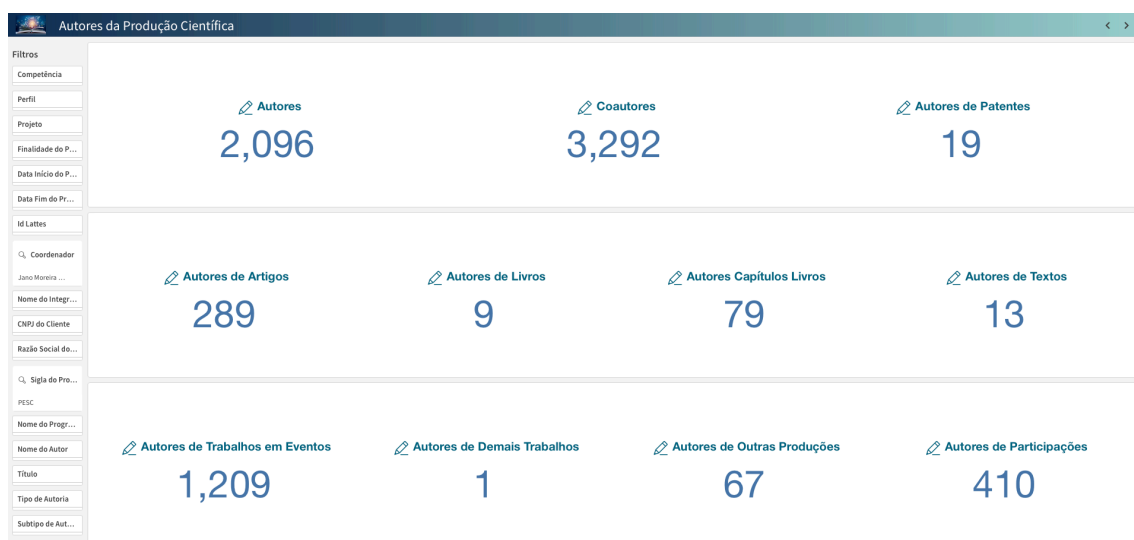 Autores da Produção Científica
Filtros
Competência
Perfil
Projeto
Finalidade do P...
Data Início do P...
Data Fim do Pr...
Id Lattes
Coordenador
Jano Moreira ...
Nome do Integr...
CNPJ do Cliente
Razão Social do...
Sigla do Pro...
PESC
Nome do Progr...
Nome do Autor
Título
Tipo de Autoria
Subtipo de Aut...
Autores
2,096
Coautores
3,292
Autores de Patentes
19
Autores de Artigos
289
Autores de Livros
9
Autores Capítulos Livros
79
Autores de Textos
13
Autores de Trabalhos em Eventos
1,209
Autores de Demais Trabalhos
1
Autores de Outras Produções
67
Autores de Participações
410